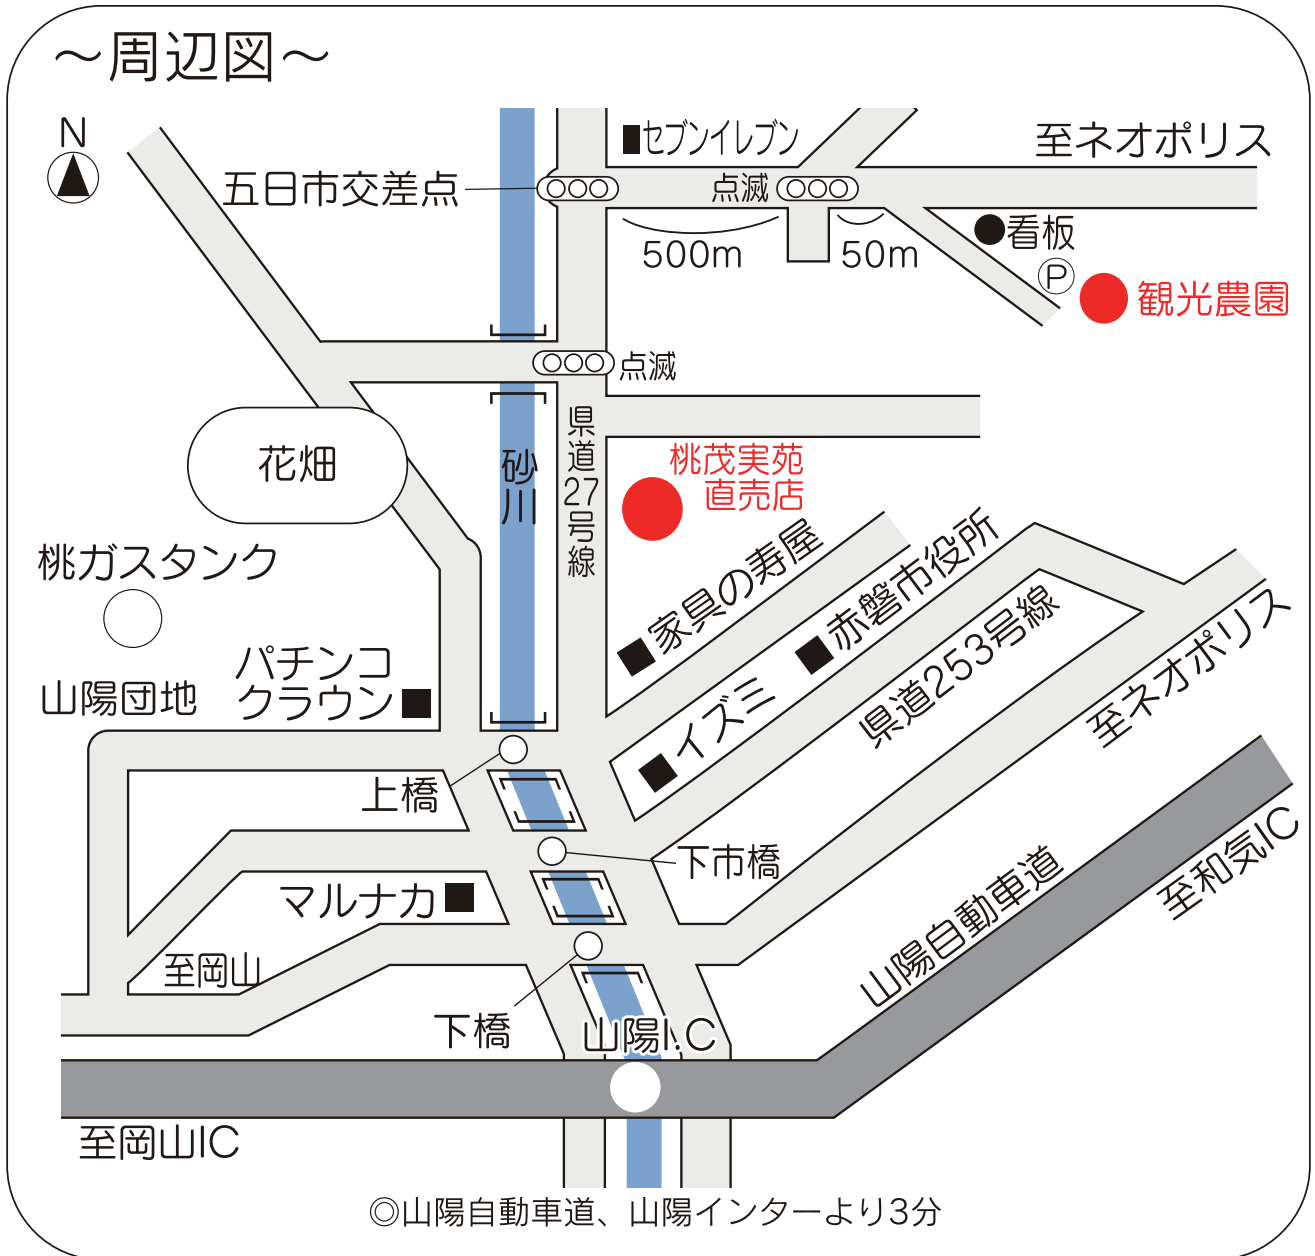 ～周辺図～
N
セブンイレブン
至ネオポリス
五日市交差点
点滅
看板
500m
50m
P
観光農園
点滅
県道27号線
花畑
砂川
桃茂実苑
直売店
桃ガスタンク
家具の寿屋
赤磐市役所
パチンコ
クラウン
山陽団地
イズミ
県道253号線
至ネオポリス
上橋
下市橋
マルナカ
至岡山
下橋
山陽I.C
山陽自動車道
至和気IC
至岡山IC
◎山陽自動車道、山陽インターより3分